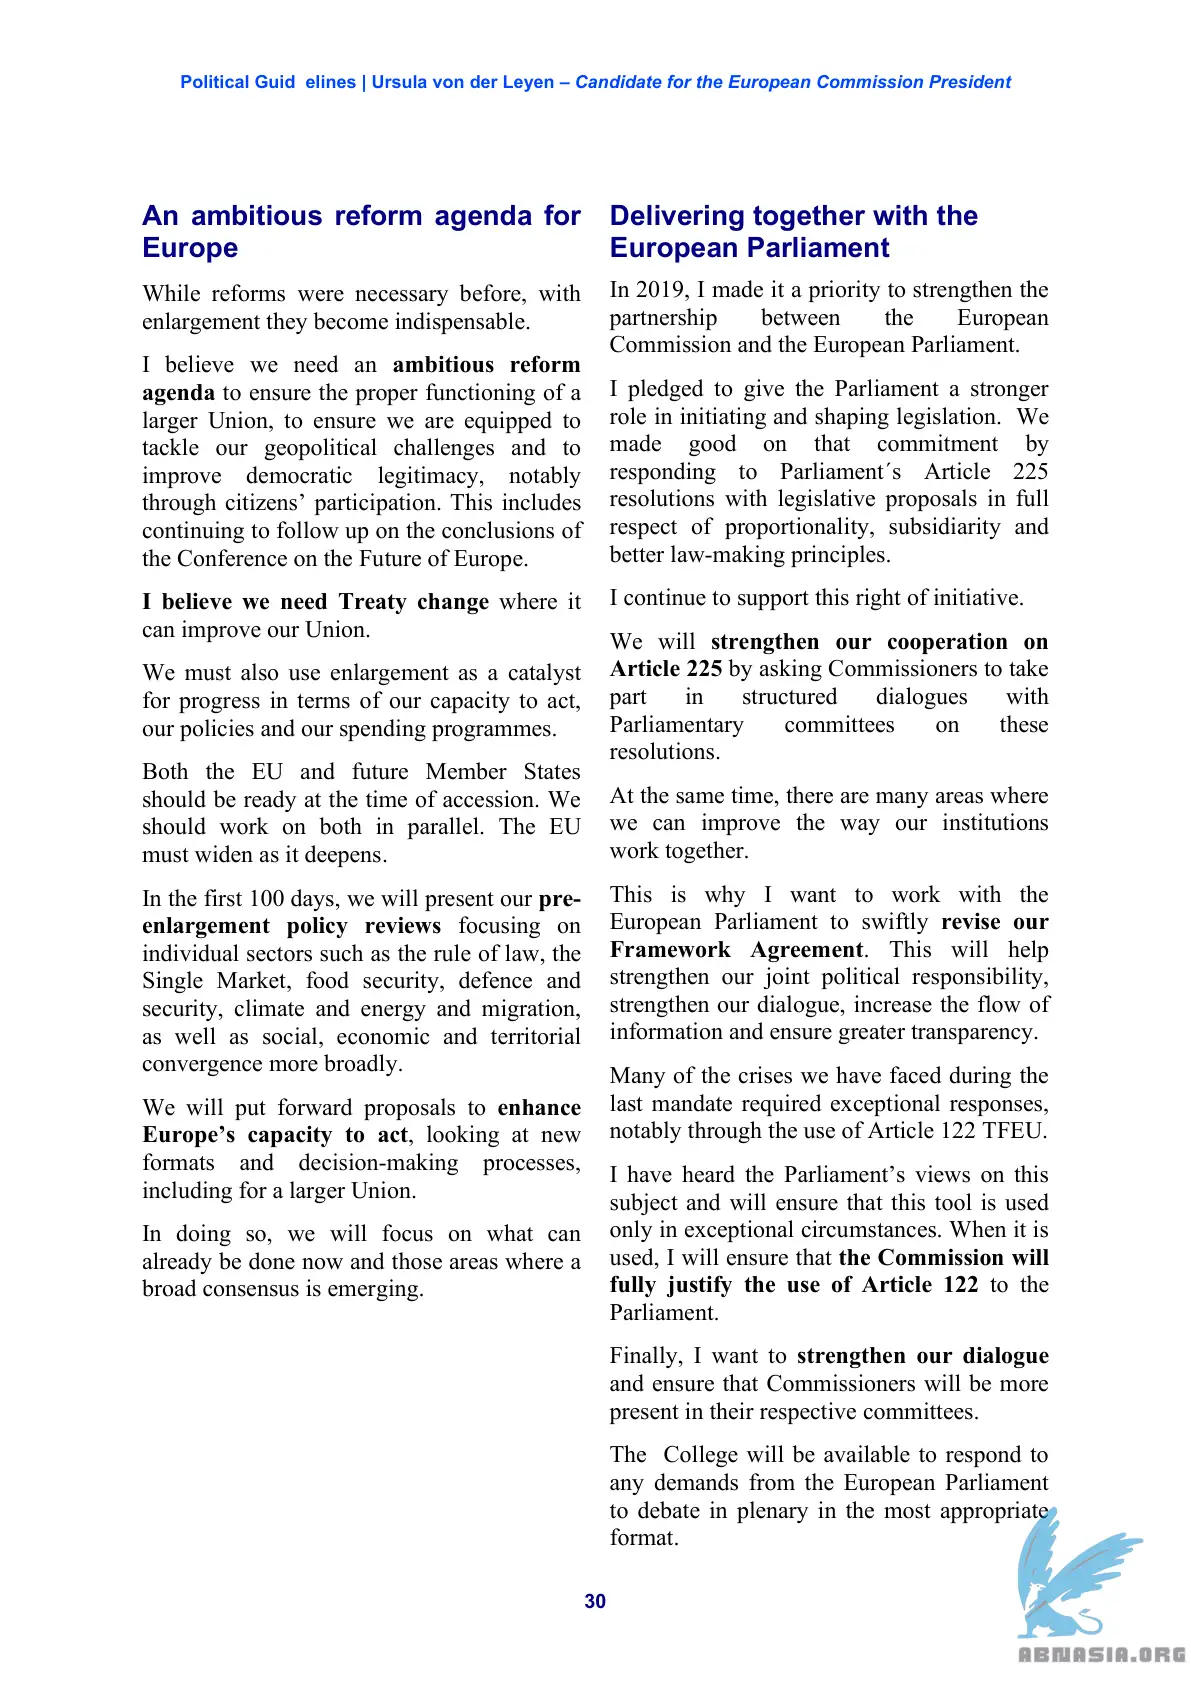 Political Guid elines | Ursula von der Leyen – Candidate for the European Commission President
An ambitious reform agenda for
Europe
While reforms were necessary before, with
enlargement they become indispensable.
I believe we need an ambitious reform
agenda to ensure the proper functioning of a
larger Union, to ensure we are equipped to
tackle our geopolitical challenges and to
improve democratic legitimacy, notably
through citizens’ participation. This includes
continuing to follow up on the conclusions of
the Conference on the Future of Europe.
I believe we need Treaty change where it
can improve our Union.
We must also use enlargement as a catalyst
for progress in terms of our capacity to act,
our policies and our spending programmes.
Both the EU and future Member States
should be ready at the time of accession. We
should work on both in parallel. The EU
must widen as it deepens.
In the first 100 days, we will present our pre-
enlargement policy reviews focusing on
individual sectors such as the rule of law, the
Single Market, food security, defence and
security, climate and energy and migration,
as well as social, economic and territorial
convergence more broadly.
We will put forward proposals to enhance
Europe’s capacity to act, looking at new
formats and decision-making processes,
including for a larger Union.
In doing so, we will focus on what can
already be done now and those areas where a
broad consensus is emerging.
Delivering together with the
European Parliament
In 2019, I made it a priority to strengthen the
partnership between the European
Commission and the European Parliament.
I pledged to give the Parliament a stronger
role in initiating and shaping legislation. We
made good on that commitment by
responding to Parliament´s Article 225
resolutions with legislative proposals in full
respect of proportionality, subsidiarity and
better law-making principles.
I continue to support this right of initiative.
We will strengthen our cooperation on
Article 225 by asking Commissioners to take
part in structured dialogues with
Parliamentary committees on these
resolutions.
At the same time, there are many areas where
we can improve the way our institutions
work together.
This is why I want to work with the
European Parliament to swiftly revise our
Framework Agreement. This will help
strengthen our joint political responsibility,
strengthen our dialogue, increase the flow of
information and ensure greater transparency.
Many of the crises we have faced during the
last mandate required exceptional responses,
notably through the use of Article 122 TFEU.
I have heard the Parliament’s views on this
subject and will ensure that this tool is used
only in exceptional circumstances. When it is
used, I will ensure that the Commission will
fully justify the use of Article 122 to the
Parliament.
Finally, I want to strengthen our dialogue
and ensure that Commissioners will be more
present in their respective committees.
The College will be available to respond to
any demands from the European Parliament
to debate in plenary in the most appropriate
format.
30
ABNASIA.ORG